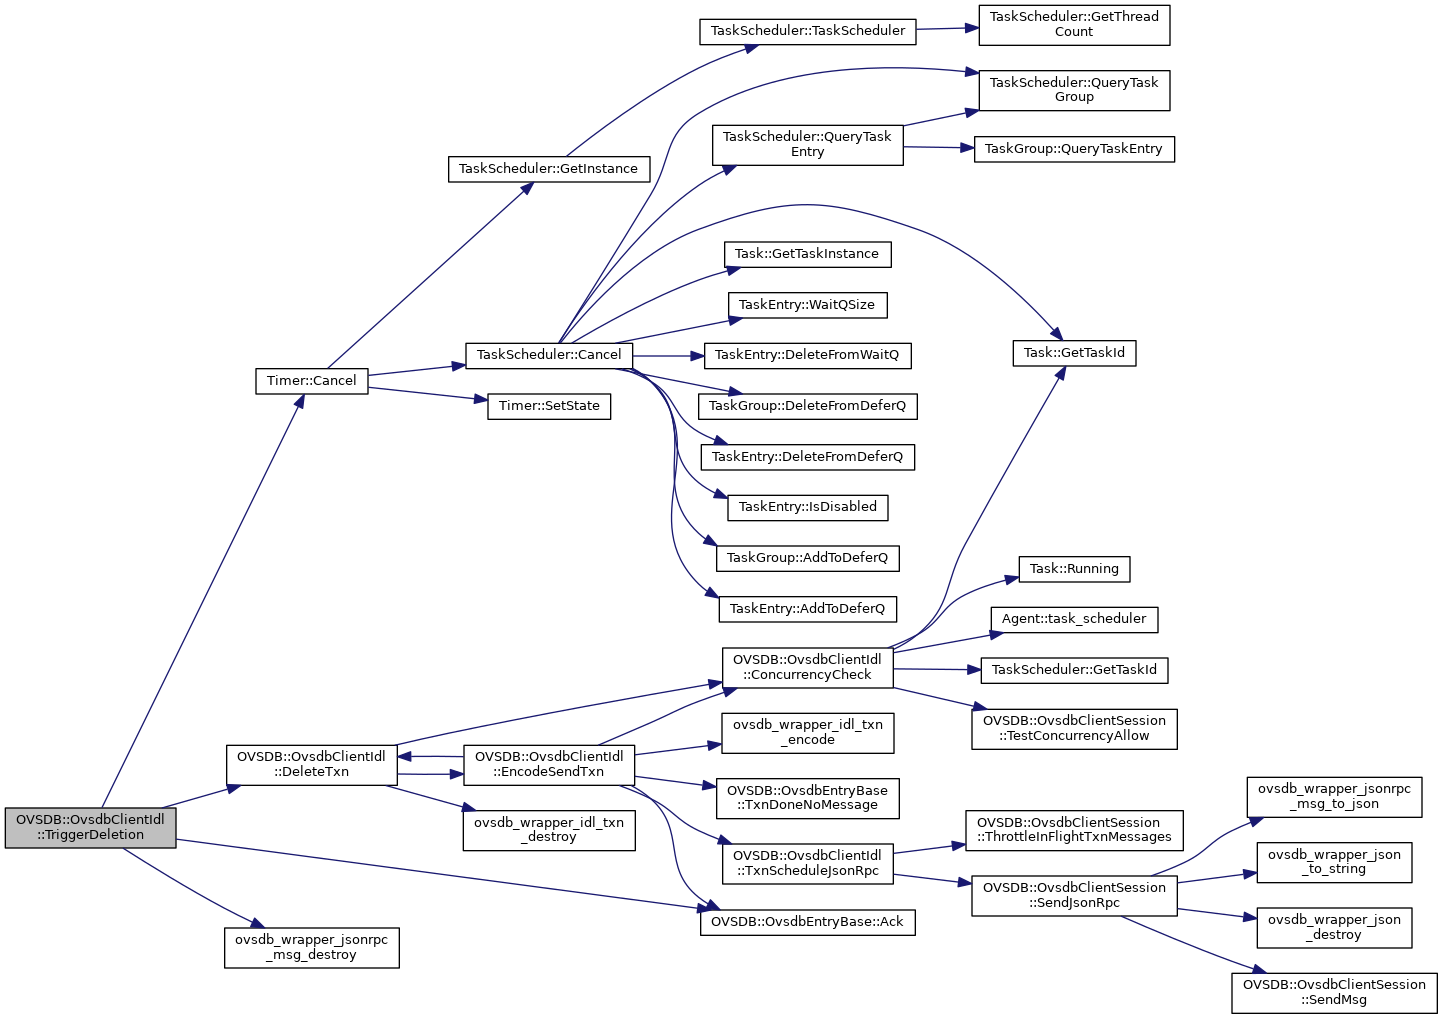 TaskScheduler::TaskScheduler
TaskScheduler::GetThread
Count
TaskScheduler::QueryTask
Group
TaskScheduler::QueryTask
Entry
TaskGroup::QueryTaskEntry
TaskScheduler::GetInstance
Task::GetTaskInstance
TaskEntry::WaitQSize
TaskScheduler::Cancel
TaskEntry::DeleteFromWaitQ
Task::GetTaskId
Timer::Cancel
Timer::SetState
TaskGroup::DeleteFromDeferQ
TaskEntry::DeleteFromDeferQ
TaskEntry::IsDisabled
TaskGroup::AddToDeferQ
TaskEntry::AddToDeferQ
Task::Running
Agent::task_scheduler
OVSDB::OvsdbClientIdl
::ConcurrencyCheck
TaskScheduler::GetTaskId
OVSDB::OvsdbClientSession
::TestConcurrencyAllow
ovsdb_wrapper_idl_txn
_encode
OVSDB::OvsdbClientIdl
::DeleteTxn
OVSDB::OvsdbClientIdl
::EncodeSendTxn
OVSDB::OvsdbEntryBase
::TxnDoneNoMessage
ovsdb_wrapper_jsonrpc
_msg_to_json
OVSDB::OvsdbClientIdl
::TriggerDeletion
ovsdb_wrapper_idl_txn
_destroy
OVSDB::OvsdbClientSession
::ThrottleInFlightTxnMessages
OVSDB::OvsdbClientIdl
::TxnScheduleJsonRpc
ovsdb_wrapper_json
_to_string
OVSDB::OvsdbClientSession
::SendJsonRpc
OVSDB::OvsdbEntryBase::Ack
ovsdb_wrapper_json
_destroy
ovsdb_wrapper_jsonrpc
_msg_destroy
OVSDB::OvsdbClientSession
::SendMsg